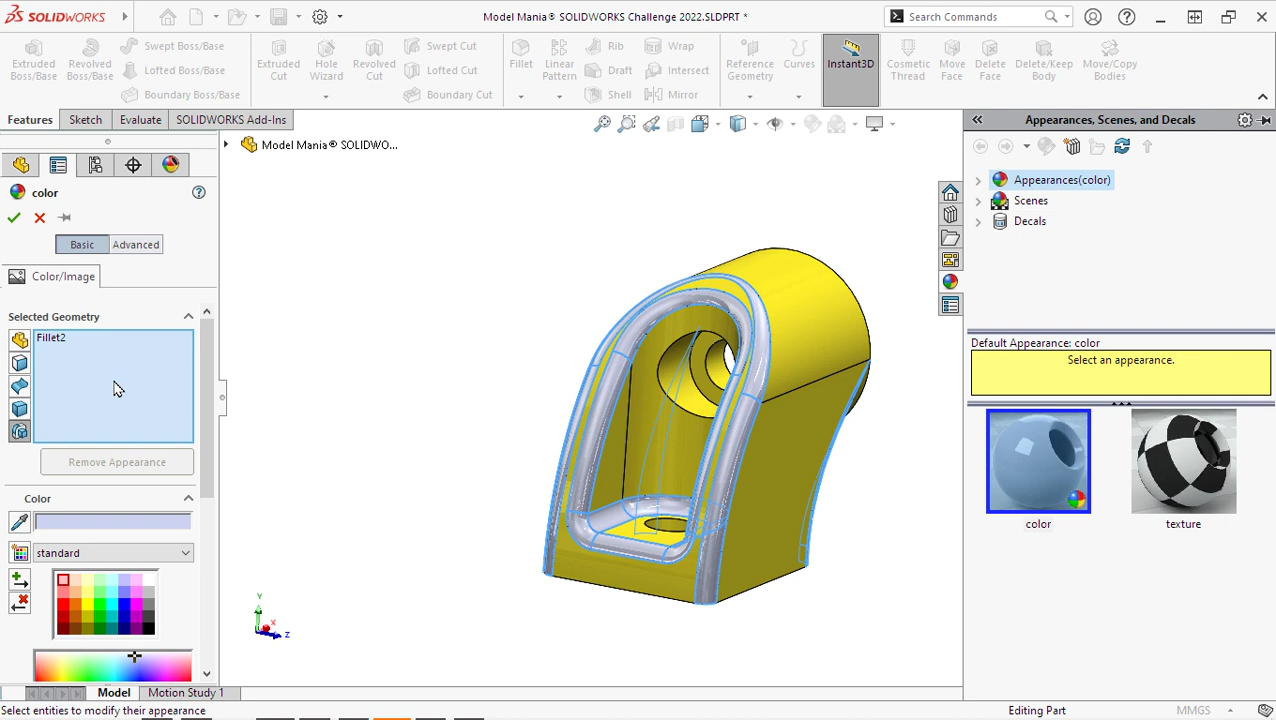 SOLIDWORKS
Model Mania® SOLIDWORKS Challenge 2022.SLDPRT *
Search Commands
Extruded Boss/Base
Revolved Boss/Base
Swept Boss/Base
Lofted Boss/Base
Boundary Boss/Base
Extruded Cut
Hole Wizard
Revolved Cut
Swept Cut
Lofted Cut
Boundary Cut
Fillet
Linear Pattern
Rib
Draft
Shell
Wrap
Intersect
Mirror
Reference Geometry
Curves
Instant3D
Cosmetic Thread
Move Face
Delete Face
Delete/Keep Body
Move/Copy Bodies
Features
Sketch
Evaluate
SOLIDWORKS Add-Ins
Model Mania® SOLIDWO...
color
Basic
Advanced
Color/Image
Selected Geometry
Fillet2
Remove Appearance
Color
standard
Y
X
Z
Appearances, Scenes, and Decals
Appearances(color)
Scenes
Decals
Default Appearance: color
Select an appearance.
color
texture
Model
Motion Study 1
Select entities to modify their appearance
Editing Part
MMGS